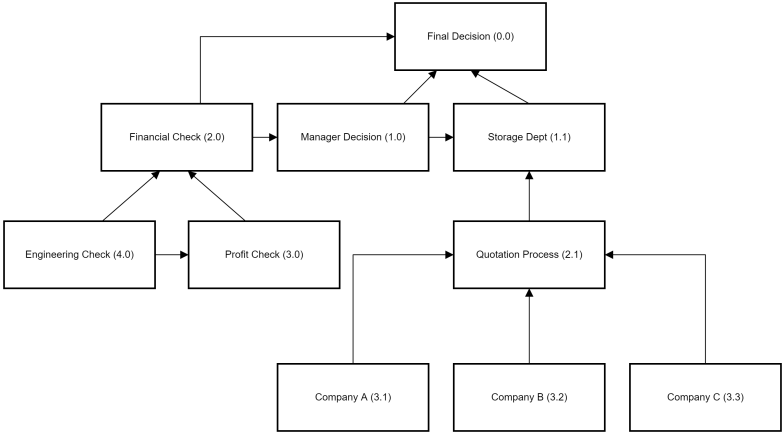 Final Decision (0.0)
Financial Check (2.0)
Manager Decision (1.0)
Storage Dept (1.1)
Engineering Check (4.0)
Profit Check (3.0)
Quotation Process (2.1)
Company A (3.1)
Company B (3.2)
Company C (3.3)